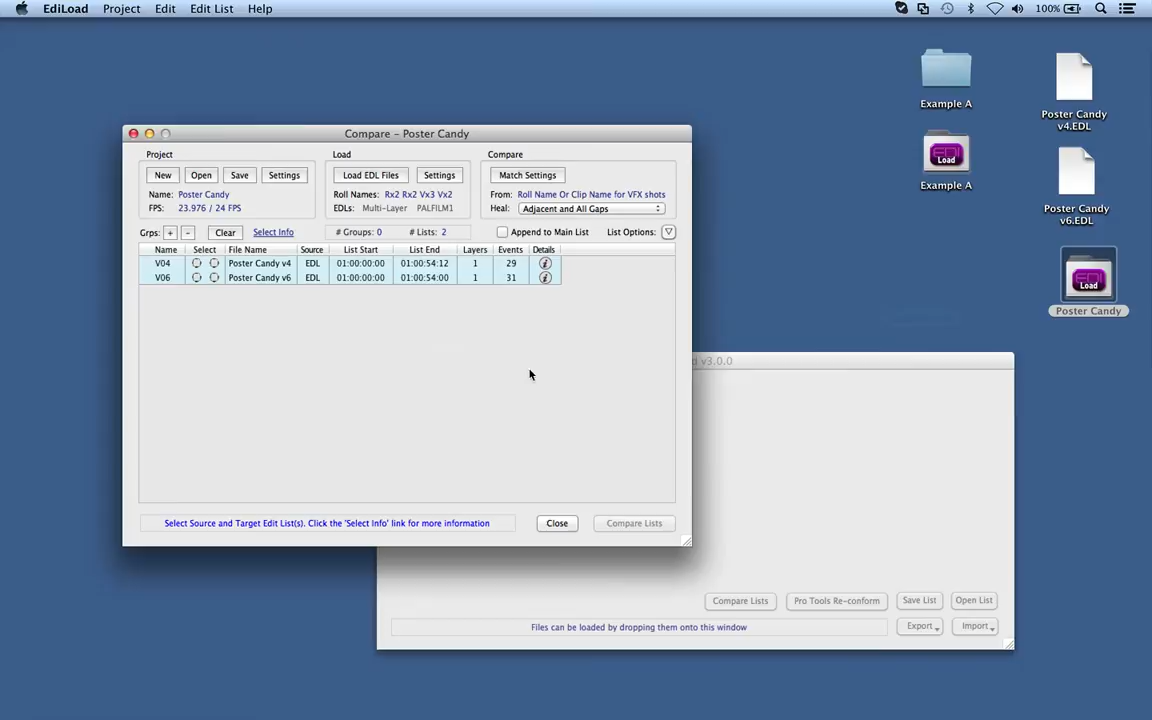 EdiLoad Project Edit Edit List Help 100%
Example A
Poster Candy
v4.EDL
EDI
Load
Example A
Poster Candy
v6.EDL
Load
Poster Candy
Compare – Poster Candy
Project Load Compare
New Open Save Settings Load EDL Files Settings Match Settings
Name: Poster Candy Roll Names: Rx2 Rx2 Vx3 Vx2 From: Roll Name Or Clip Name for VFX shots
FPS: 23.976 / 24 FPS EDLs: Multi-Layer PALFILM1 Heal: Adjacent and All Gaps
Grps: + - Clear Select Info # Groups: 0 # Lists: 2 Append to Main List List Options:
Name Select File Name Source List Start List End Layers Events Details
V04 Poster Candy v4 EDL 01:00:00:00 01:00:54:12 1 29 i
V06 Poster Candy v6 EDL 01:00:00:00 01:00:54:00 1 31 i
Select Source and Target Edit List(s). Click the 'Select Info' link for more information Close Compare Lists
d v3.0.0
Compare Lists Pro Tools Re-conform Save List Open List
Files can be loaded by dropping them onto this window Export Import